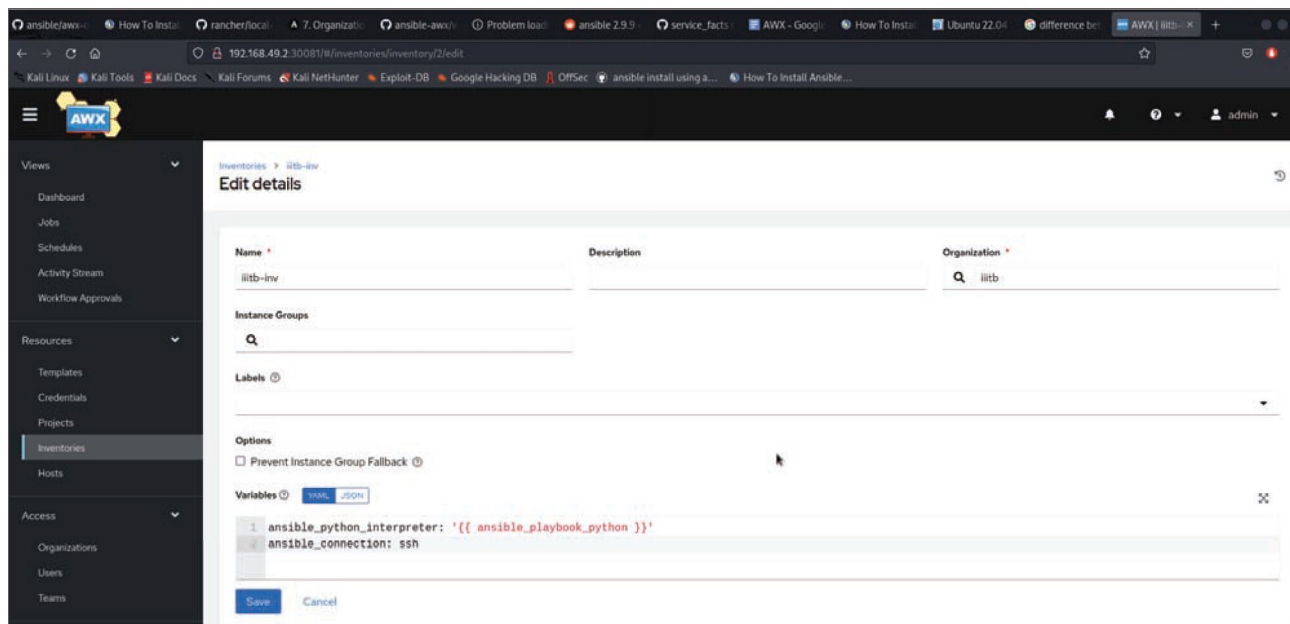 ansible/awx-o How To Instal rancher/local- 7. Organizatio ansible-awx/v Problem loadi ansible 2.9.9 - service_facts AWX - Google How To Instal Ubuntu 22.04 difference bet AWX | iiitb-
192.168.49.2:30081/#/inventories/inventory/2/edit
Kali Linux Kali Tools Kali Docs Kali Forums Kali NetHunter Exploit-DB Google Hacking DB OffSec ansible install using a... How To Install Ansible...
AWX admin
Views
Dashboard
Jobs
Schedules
Activity Stream
Workflow Approvals
Resources
Templates
Credentials
Projects
Inventories
Hosts
Access
Organizations
Users
Teams
Inventories > iiitb-inv
Edit details
Name * Description Organization *
iiitb-inv iiitb
Instance Groups
Labels
Options
Prevent Instance Group Fallback
Variables YAML JSON
1 ansible_python_interpreter: '{{ ansible_playbook_python }}'
2 ansible_connection: ssh
Save Cancel